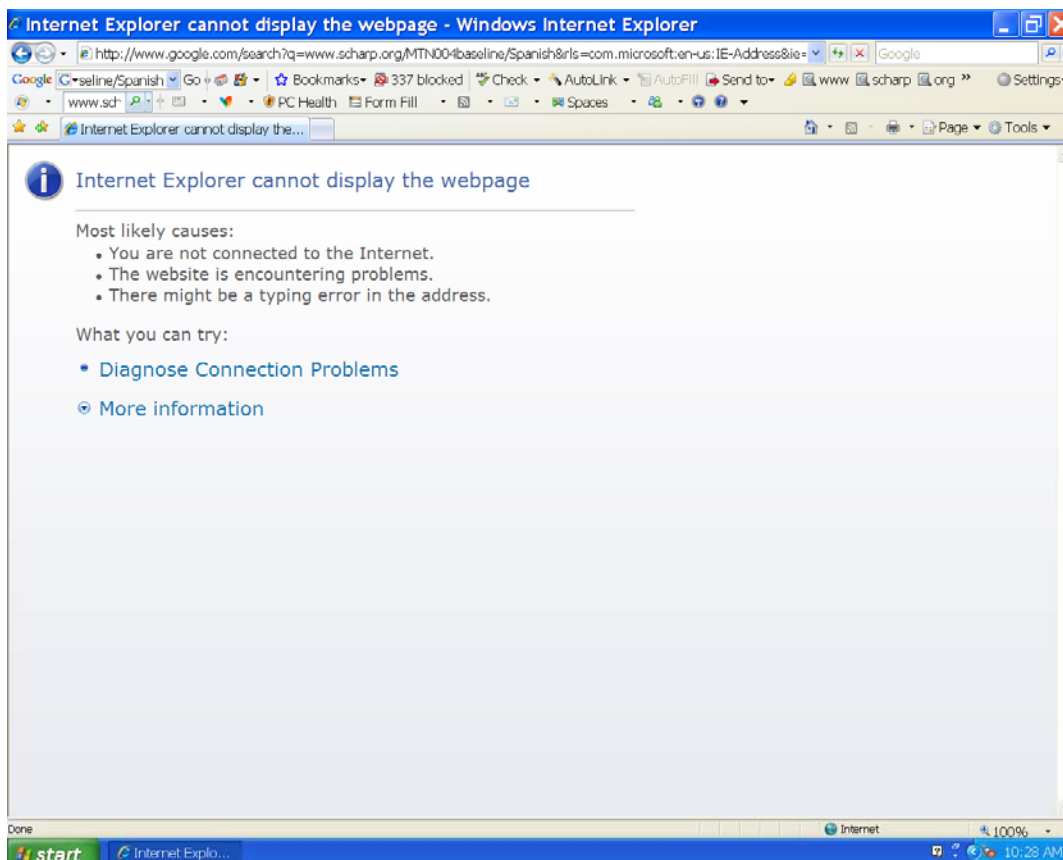 Internet Explorer cannot display the webpage - Windows Internet Explorer
http://www.google.com/search?q=www.scharp.org/MTN004baseline/Spanish&rls=com.microsoft:en-us:IE-Address&ie= Google
Google G seline/Spanish Go Bookmarks 337 blocked Check AutoLink AutoFill Send to www scharp org » Settings
www.sch PC Health Form Fill Spaces
Internet Explorer cannot display the... Page Tools
Internet Explorer cannot display the webpage
Most likely causes:
• You are not connected to the Internet.
• The website is encountering problems.
• There might be a typing error in the address.
What you can try:
• Diagnose Connection Problems
More information
Done Internet 100%
start Internet Explo... 10:28 AM